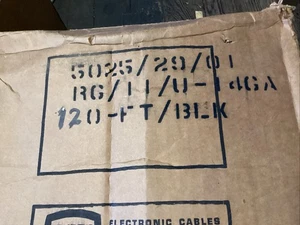 5025/29/01
RG/11/U-14GA
120-FT/BLK
ELECTRONIC CABLES